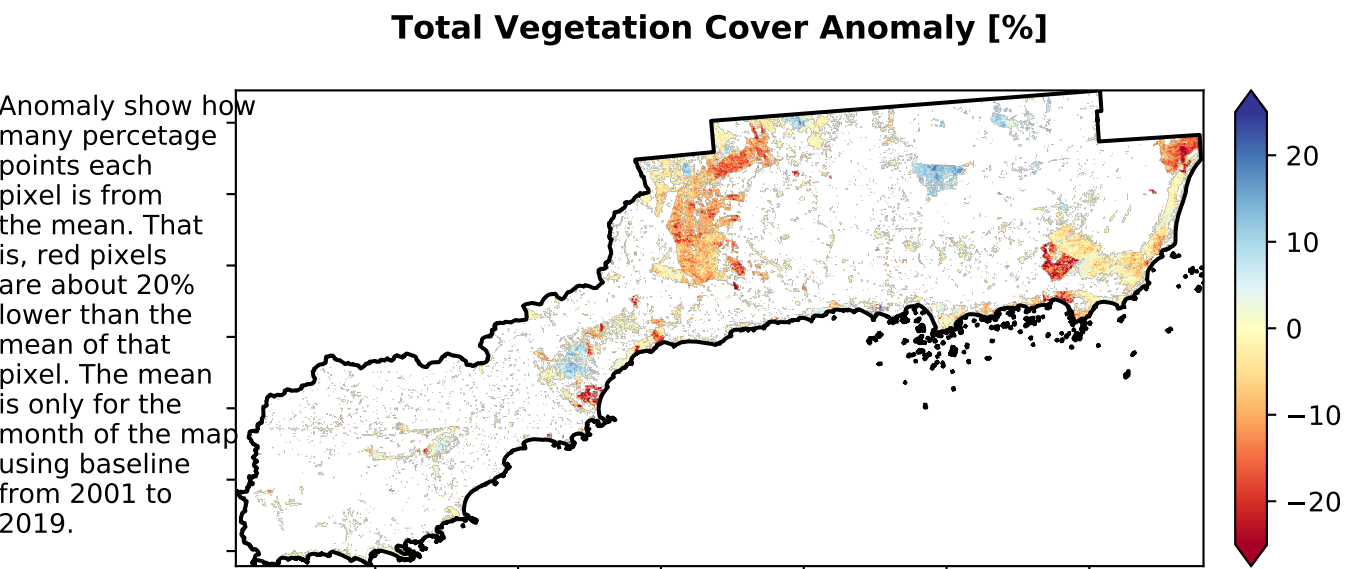 Total Vegetation Cover Anomaly [%]
Anomaly show how
many percetage
points each
pixel is from
the mean. That
is, red pixels
are about 20%
lower than the
mean of that
pixel. The mean
is only for the
month of the map
using baseline
from 2001 to
2019.
20
10
0
−10
−20